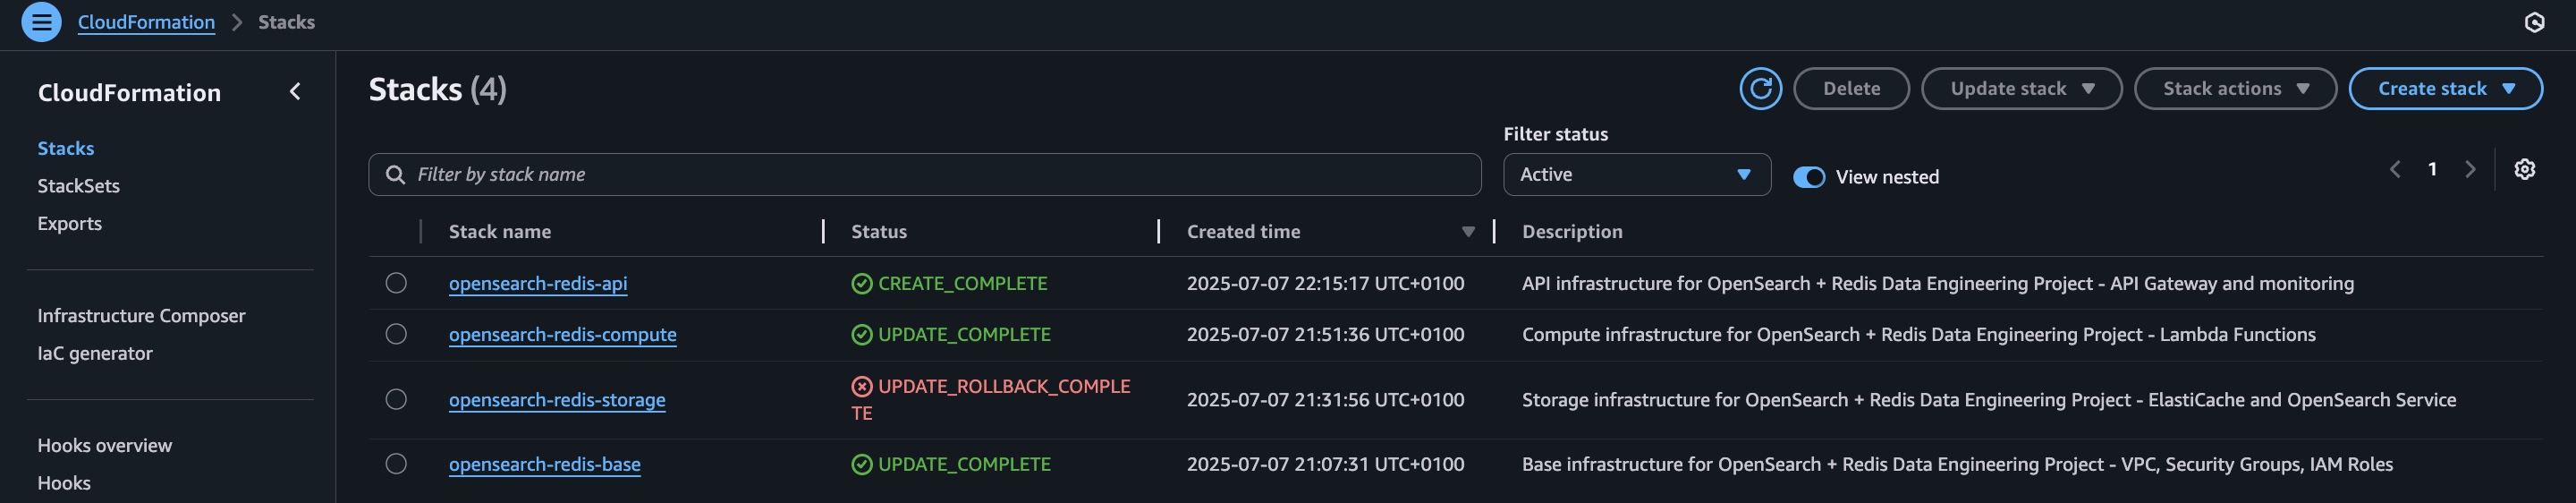 CloudFormation > Stacks
CloudFormation
Stacks
StackSets
Exports
Infrastructure Composer
IaC generator
Hooks overview
Hooks
Stacks (4)
Delete
Update stack
Stack actions
Create stack
Filter status
Filter by stack name
Active
View nested
1
Stack name Status Created time Description
opensearch-redis-api CREATE_COMPLETE 2025-07-07 22:15:17 UTC+0100 API infrastructure for OpenSearch + Redis Data Engineering Project - API Gateway and monitoring
opensearch-redis-compute UPDATE_COMPLETE 2025-07-07 21:51:36 UTC+0100 Compute infrastructure for OpenSearch + Redis Data Engineering Project - Lambda Functions
opensearch-redis-storage UPDATE_ROLLBACK_COMPLE
TE 2025-07-07 21:31:56 UTC+0100 Storage infrastructure for OpenSearch + Redis Data Engineering Project - ElastiCache and OpenSearch Service
opensearch-redis-base UPDATE_COMPLETE 2025-07-07 21:07:31 UTC+0100 Base infrastructure for OpenSearch + Redis Data Engineering Project - VPC, Security Groups, IAM Roles